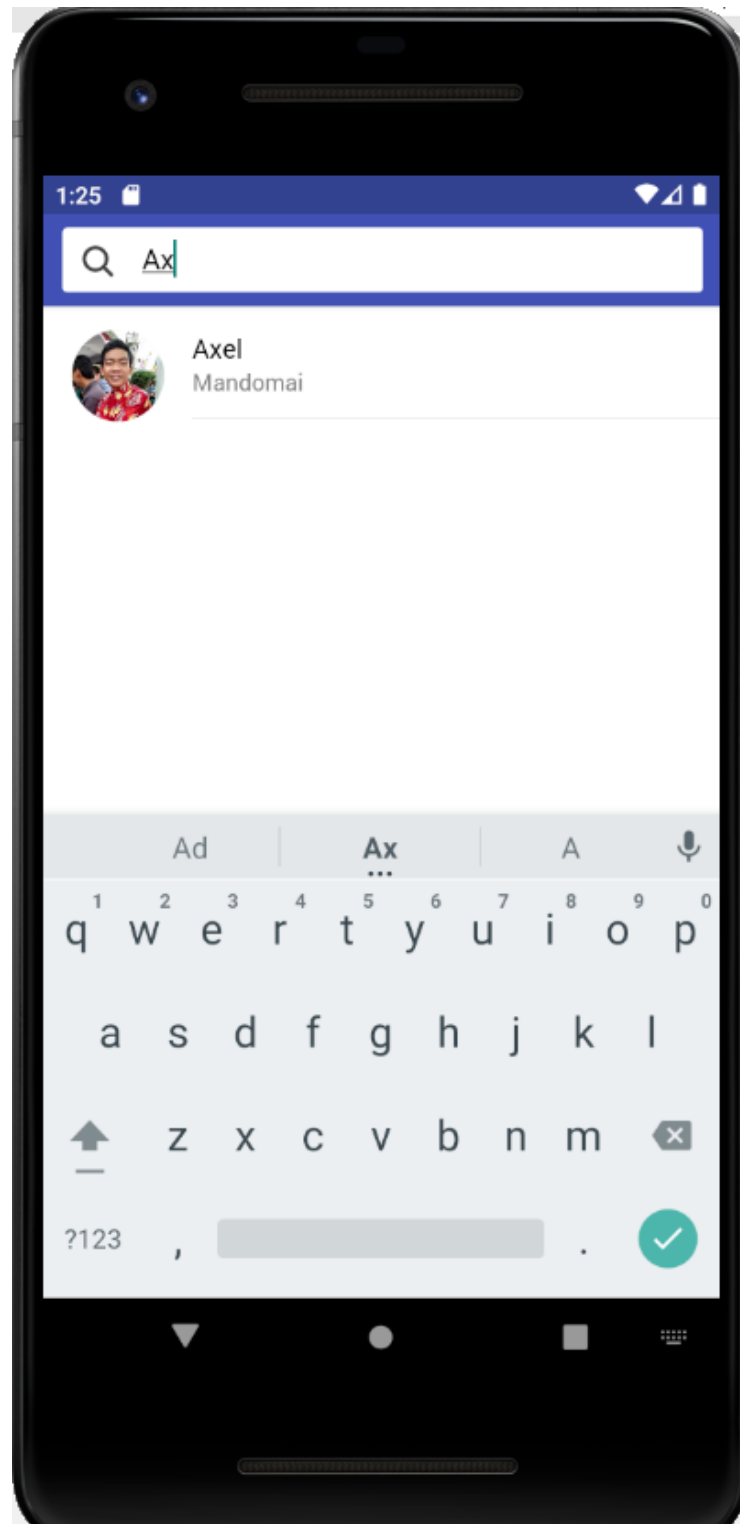 1:25
Ax
Axel
Mandomai
Ad Ax A
1 2 3 4 5 6 7 8 9 0
q w e r t y u i o p
a s d f g h j k l
z x c v b n m
?123 , .